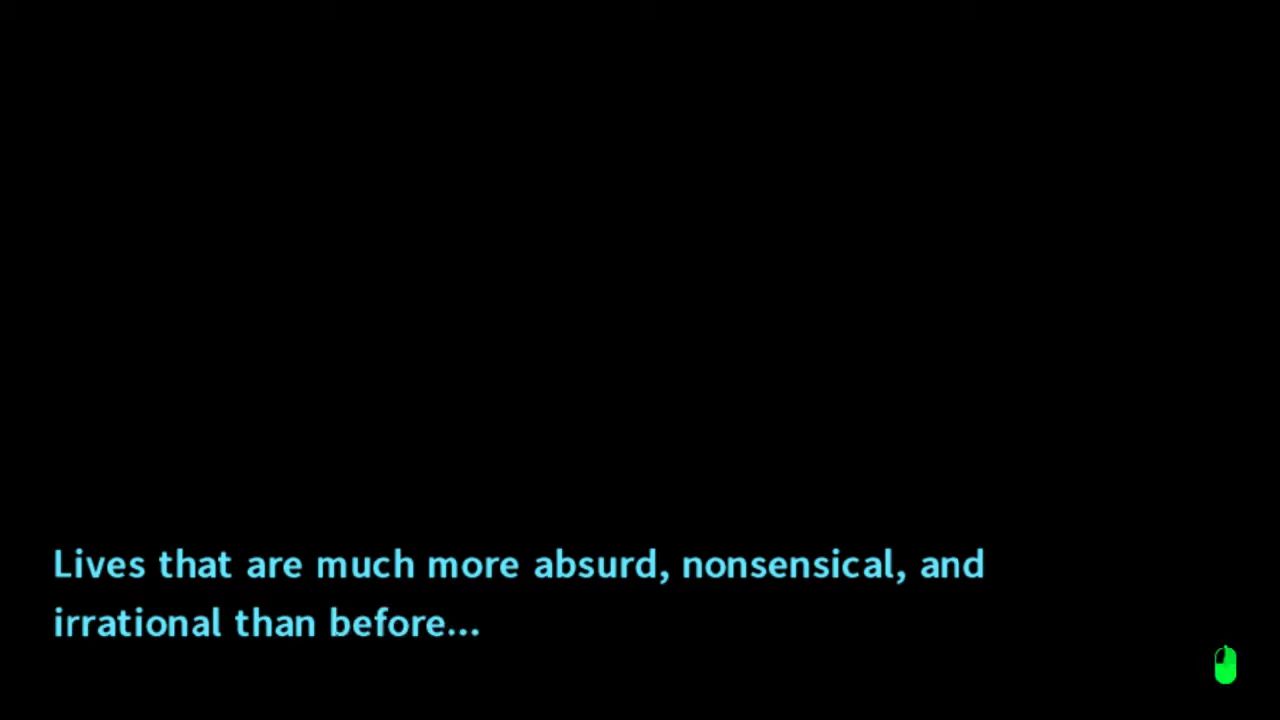 Lives that are much more absurd, nonsensical, and
irrational than before...